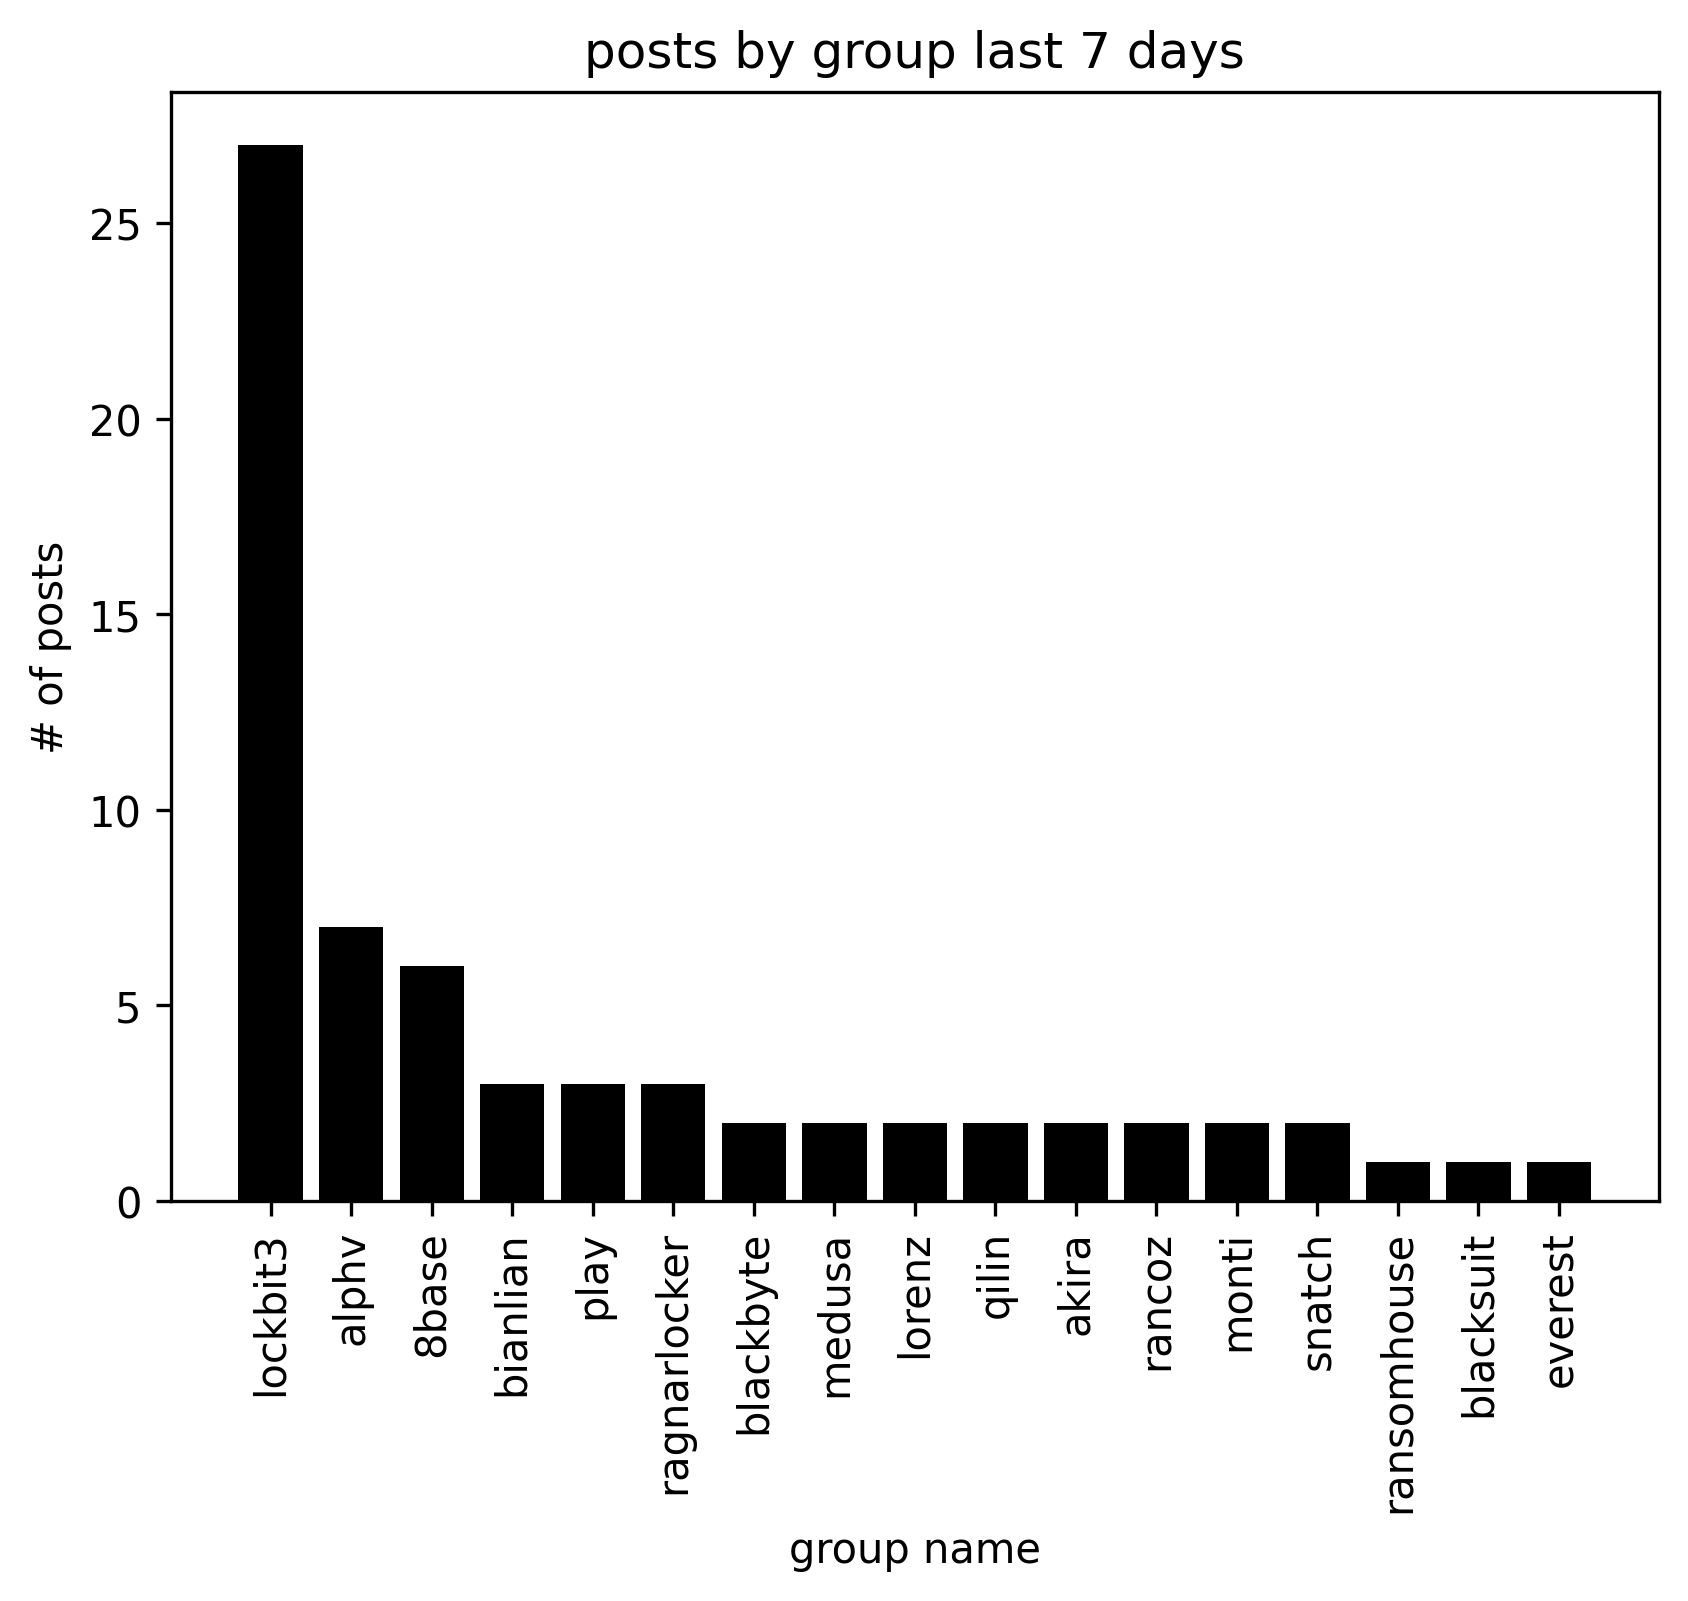 posts by group last 7 days
# of posts
25
20
15
10
5
0
lockbit3
alphv
8base
bianlian
play
ragnarlocker
blackbyte
medusa
lorenz
qilin
akira
rancoz
monti
snatch
ransomhouse
blacksuit
everest
group name